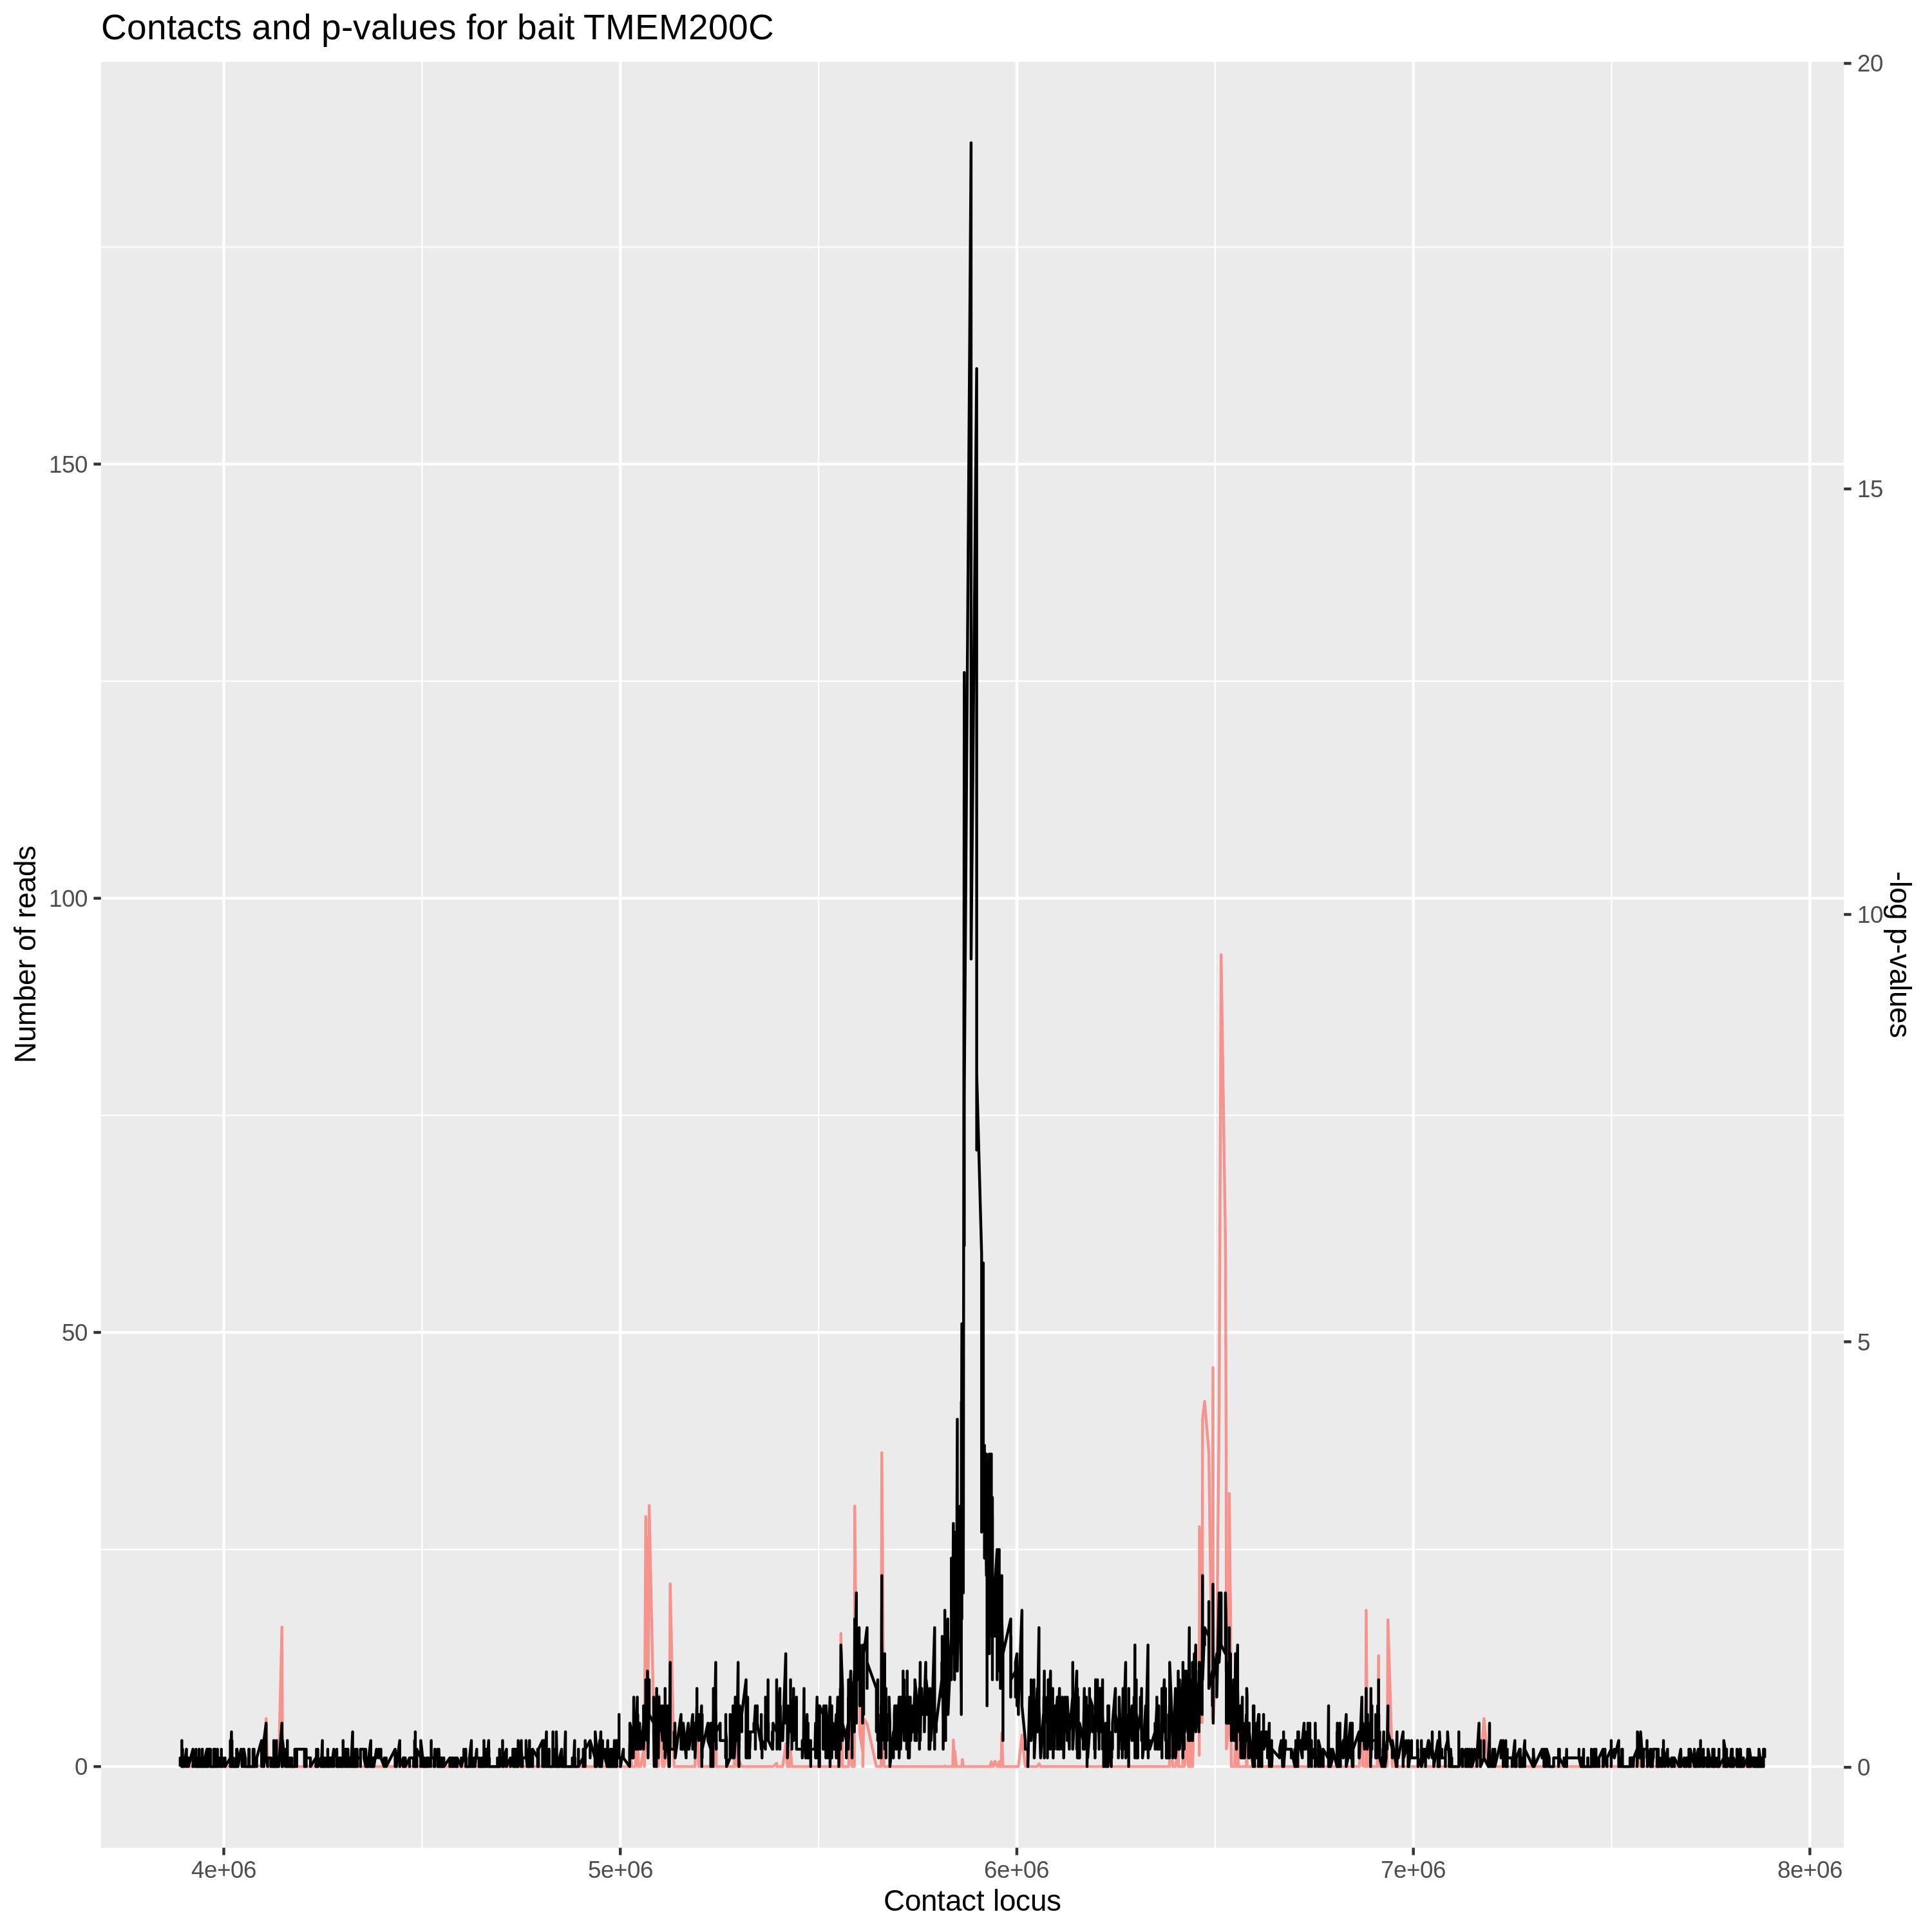 Contacts and p-values for bait TMEM200C
Number of reads
150
100
50
0
20
15
10
5
0
-log p-values
4e+06 5e+06 6e+06 7e+06 8e+06
Contact locus